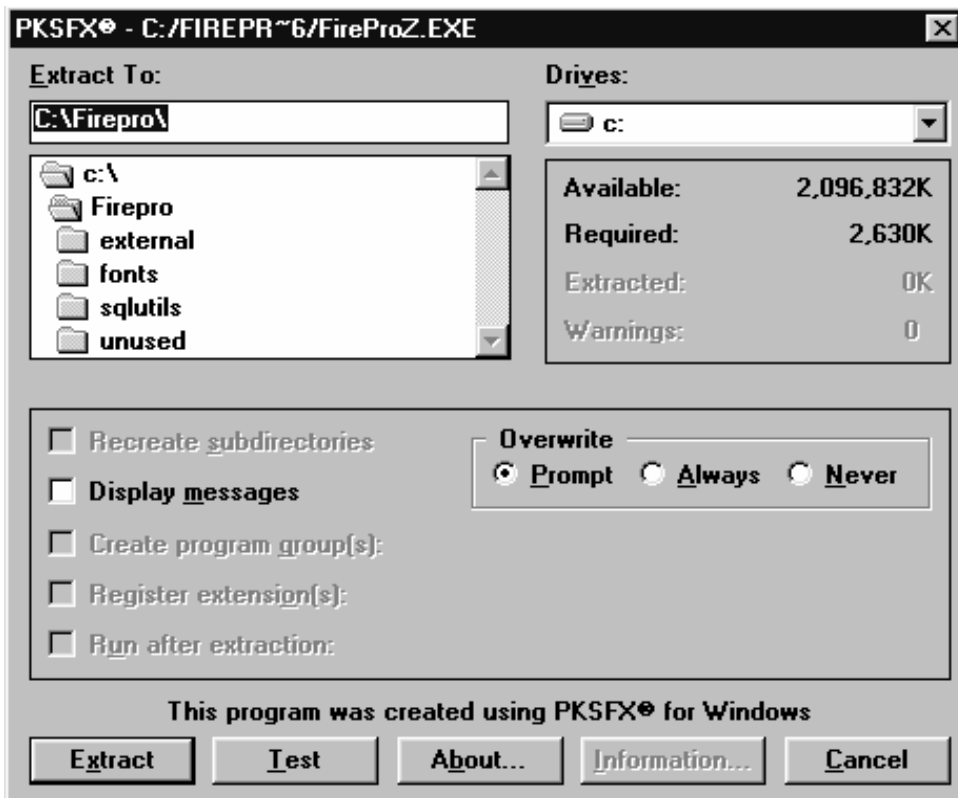 PKSFX® - C:/FIREPR~6/FireProZ.EXE
Extract To:
C:\Firepro\
c:\
Firepro
external
fonts
sqlutils
unused
Drives:
c:
Available: 2,096,832K
Required: 2,630K
Extracted: 0K
Warnings: 0
Recreate subdirectories
Display messages
Create program group(s):
Register extension(s):
Run after extraction:
Overwrite
Prompt Always Never
This program was created using PKSFX® for Windows
Extract Test About... Information... Cancel